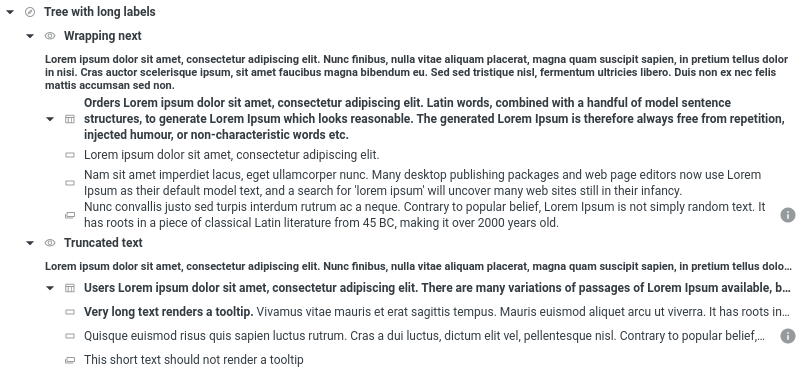 Tree with long labels
Wrapping next
Lorem ipsum dolor sit amet, consectetur adipiscing elit. Nunc finibus, nulla vitae aliquam placerat, magna quam suscipit sapien, in pretium tellus dolor
in nisi. Cras auctor scelerisque ipsum, sit amet faucibus magna bibendum eu. Sed sed tristique nisl, fermentum ultricies libero. Duis non ex nec felis
mattis accumsan sed non.
Orders Lorem ipsum dolor sit amet, consectetur adipiscing elit. Latin words, combined with a handful of model sentence
structures, to generate Lorem Ipsum which looks reasonable. The generated Lorem Ipsum is therefore always free from repetition,
injected humour, or non-characteristic words etc.
Lorem ipsum dolor sit amet, consectetur adipiscing elit.
Nam sit amet imperdiet lacus, eget ullamcorper nunc. Many desktop publishing packages and web page editors now use Lorem
Ipsum as their default model text, and a search for 'lorem ipsum' will uncover many web sites still in their infancy.
Nunc convallis justo sed turpis interdum rutrum ac a neque. Contrary to popular belief, Lorem Ipsum is not simply random text. It
has roots in a piece of classical Latin literature from 45 BC, making it over 2000 years old.
Truncated text
Lorem ipsum dolor sit amet, consectetur adipiscing elit. Nunc finibus, nulla vitae aliquam placerat, magna quam suscipit sapien, in pretium tellus dolo...
Users Lorem ipsum dolor sit amet, consectetur adipiscing elit. There are many variations of passages of Lorem Ipsum available, b...
Very long text renders a tooltip. Vivamus vitae mauris et erat sagittis tempus. Mauris euismod aliquet arcu ut viverra. It has roots in...
Quisque euismod risus quis sapien luctus rutrum. Cras a dui luctus, dictum elit vel, pellentesque nisl. Contrary to popular belief,...
This short text should not render a tooltip